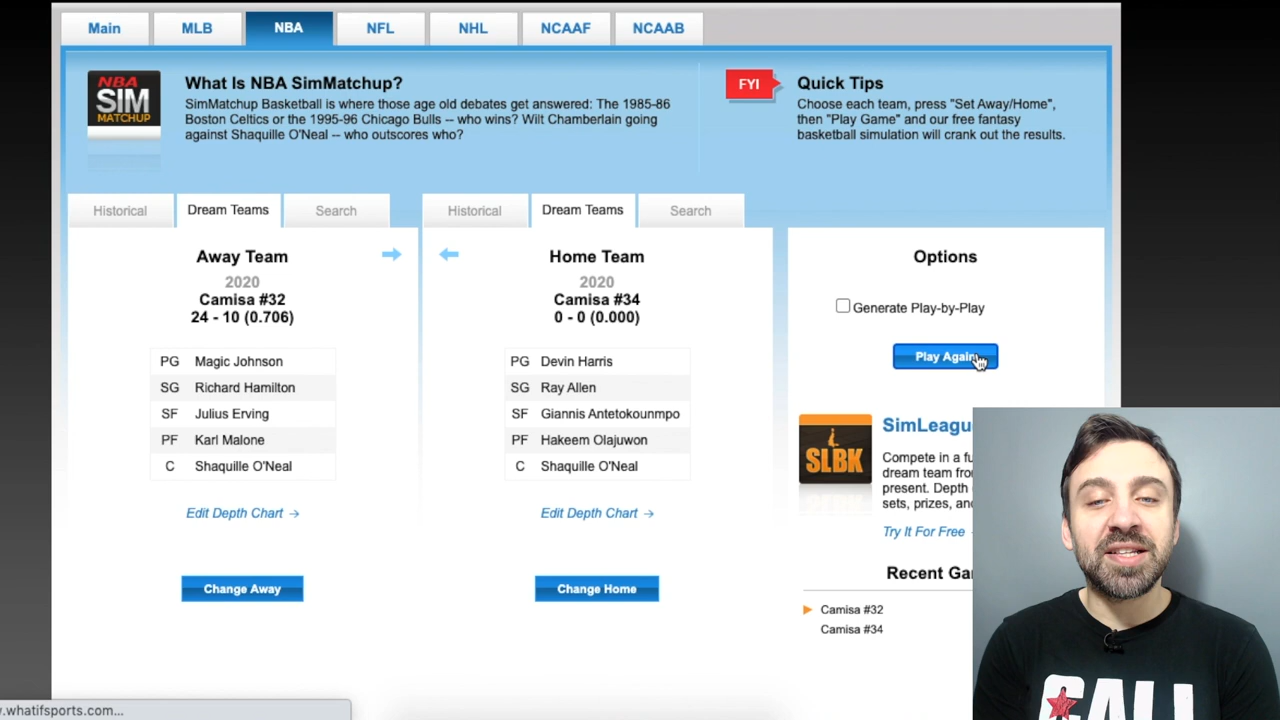 Main
MLB
NBA
NFL
NHL
NCAAF
NCAAB
NBA
SIM
MATCHUP
What Is NBA SimMatchup?
SimMatchup Basketball is where those age old debates get answered: The 1985-86
Boston Celtics or the 1995-96 Chicago Bulls -- who wins? Wilt Chamberlain going
against Shaquille O'Neal -- who outscores who?
FYI
Quick Tips
Choose each team, press "Set Away/Home",
then "Play Game" and our free fantasy
basketball simulation will crank out the results.
Historical
Dream Teams
Search
Away Team
2020
Camisa #32
24 - 10 (0.706)
PG Magic Johnson
SG Richard Hamilton
SF Julius Erving
PF Karl Malone
C Shaquille O'Neal
Edit Depth Chart →
Change Away
Historical
Dream Teams
Search
Home Team
2020
Camisa #34
0 - 0 (0.000)
PG Devin Harris
SG Ray Allen
SF Giannis Antetokounmpo
PF Hakeem Olajuwon
C Shaquille O'Neal
Edit Depth Chart →
Change Home
Options
Generate Play-by-Play
Play Again
SLBK
SimLeagu
Compete in a fu
dream team fro
present. Depth
sets, prizes, an
Try It For Free
Recent Ga
Camisa #32
Camisa #34
CALL
.whatifsports.com...